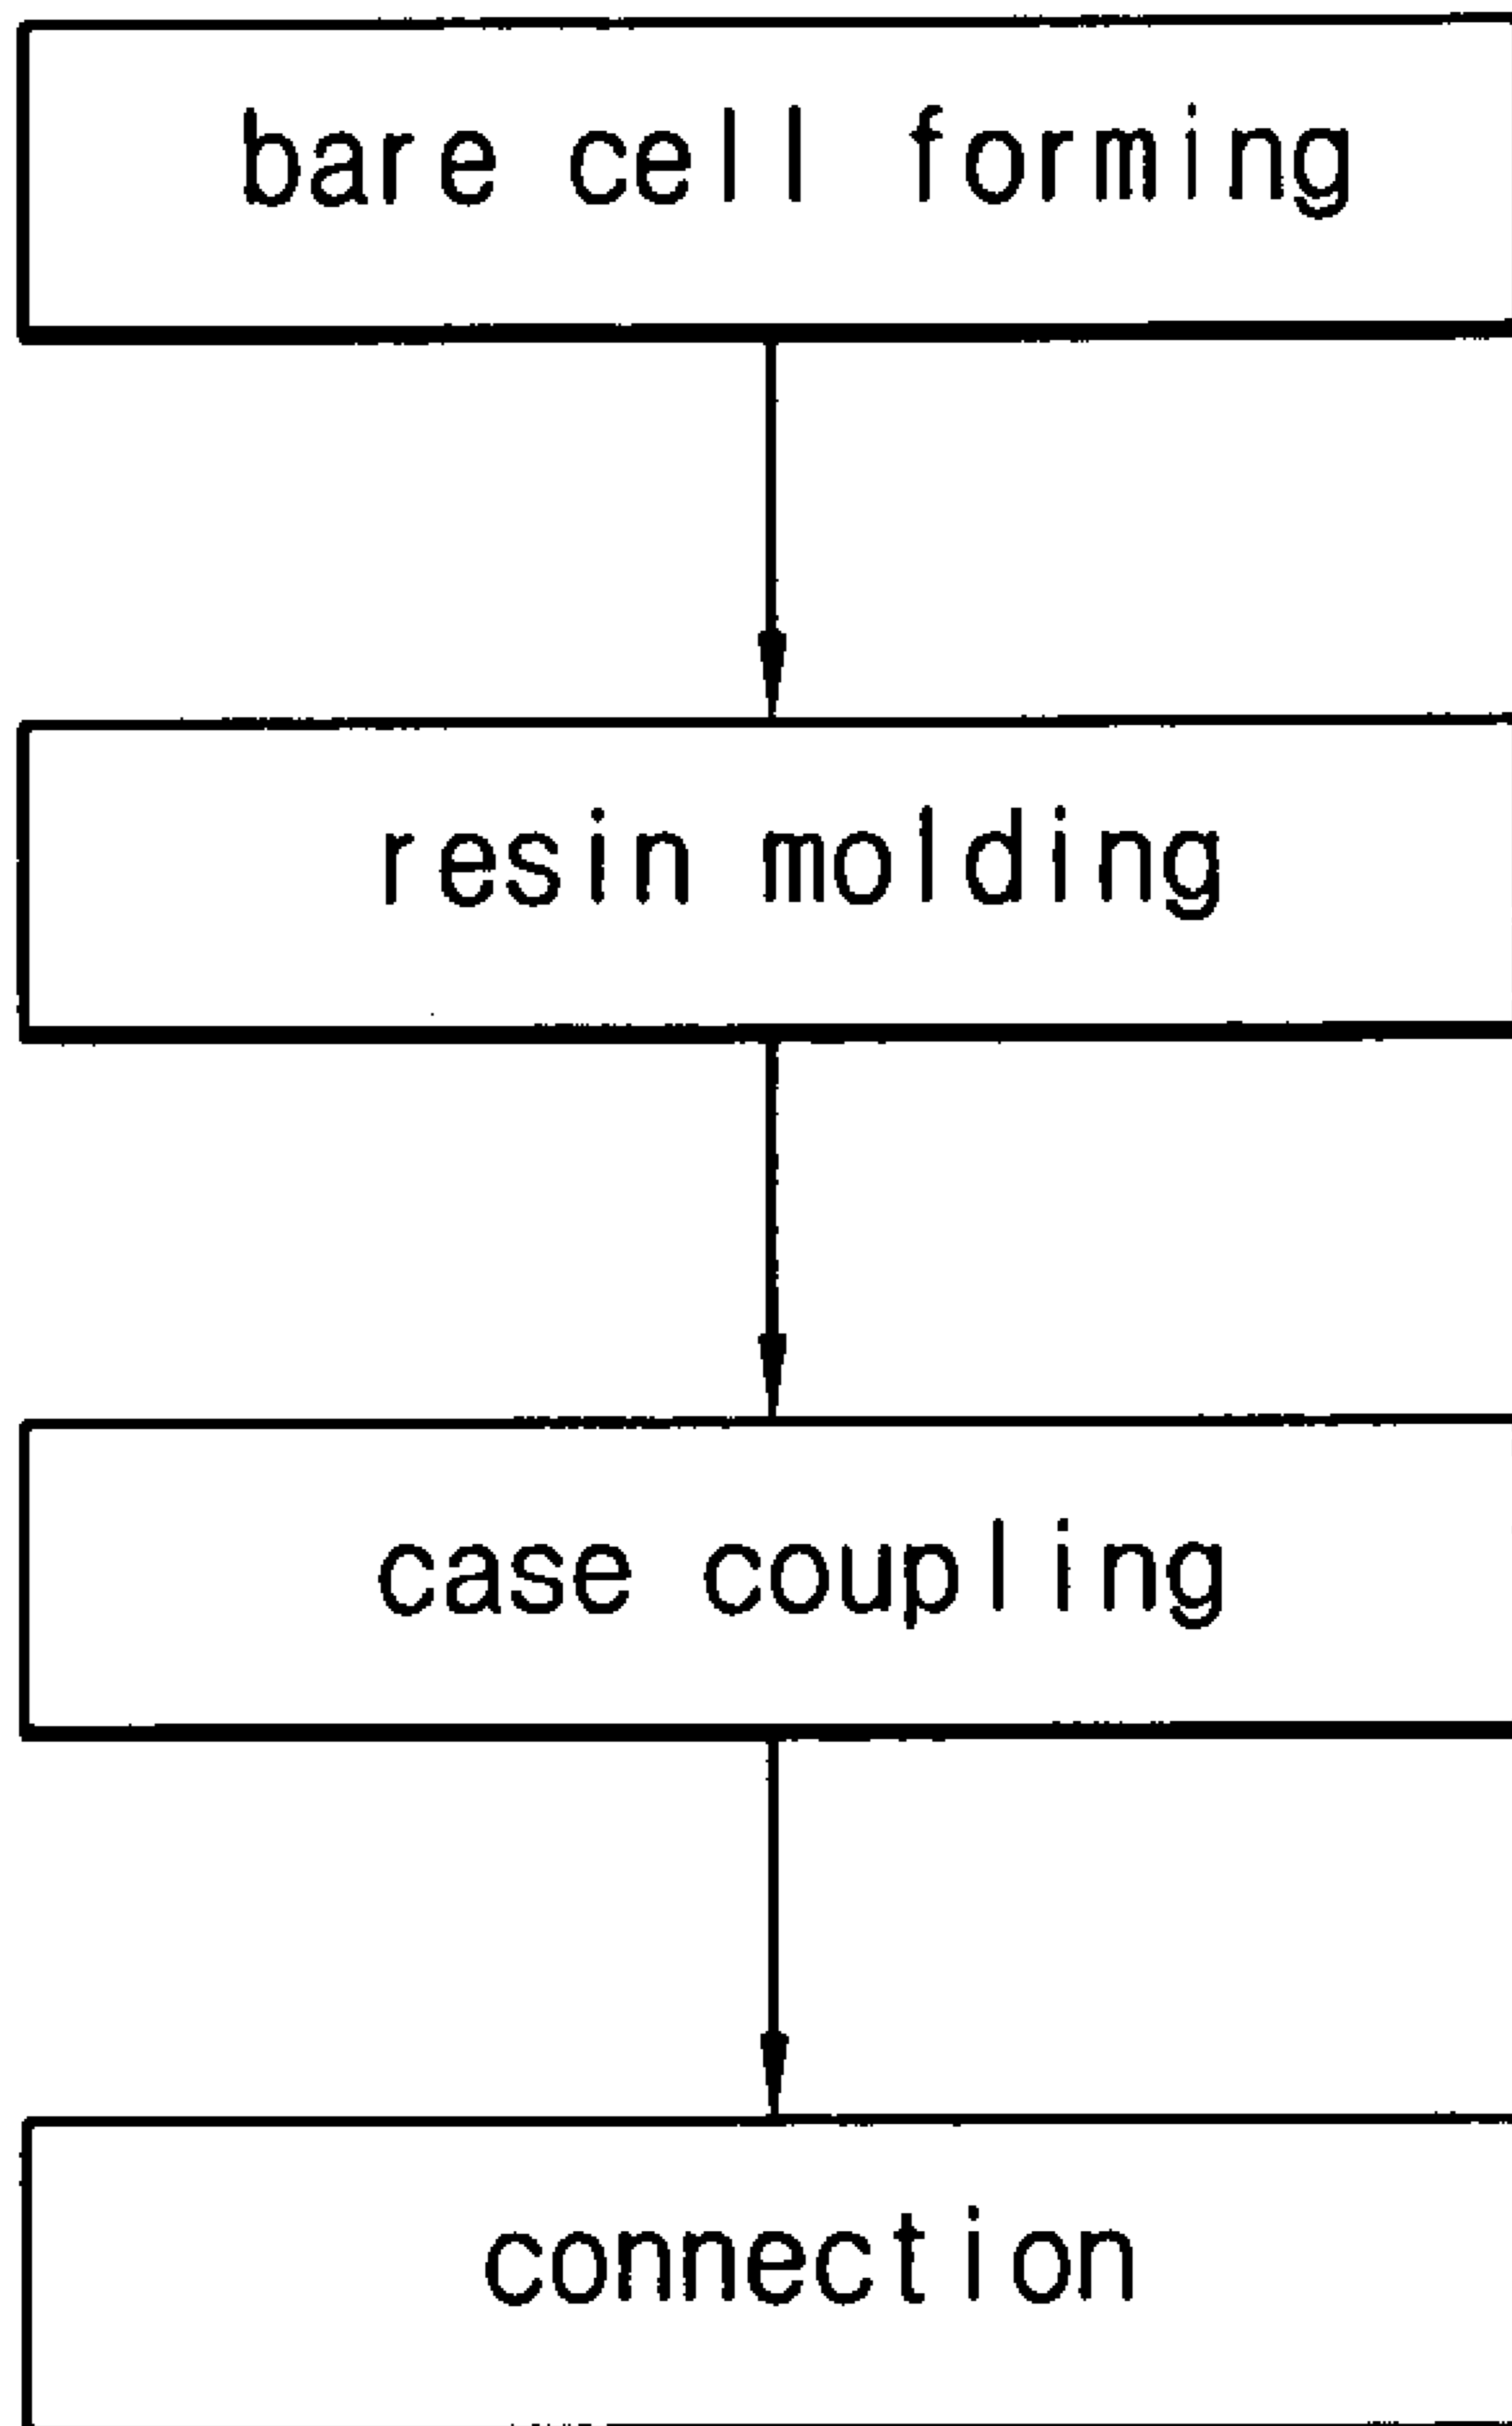 bare cell forming
resin molding
case coupling
connection